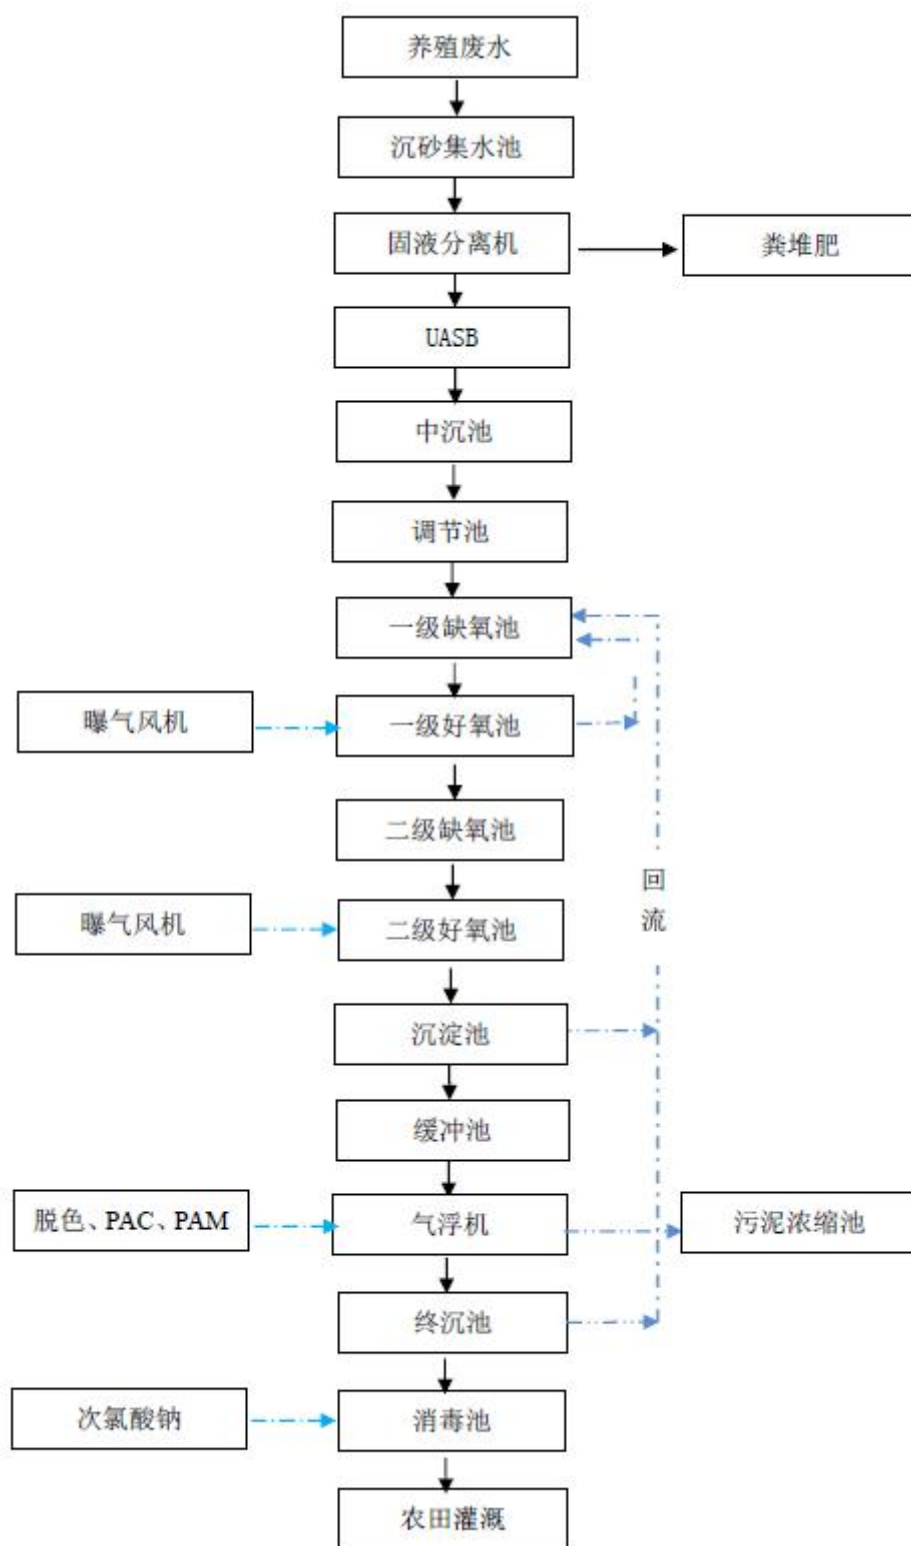 养殖废水
沉砂集水池
固液分离机
粪堆肥
UASB
中沉池
调节池
一级缺氧池
曝气风机
一级好氧池
二级缺氧池
回
流
曝气风机
二级好氧池
沉淀池
缓冲池
脱色、PAC、PAM
气浮机
污泥浓缩池
终沉池
次氯酸钠
消毒池
农田灌溉